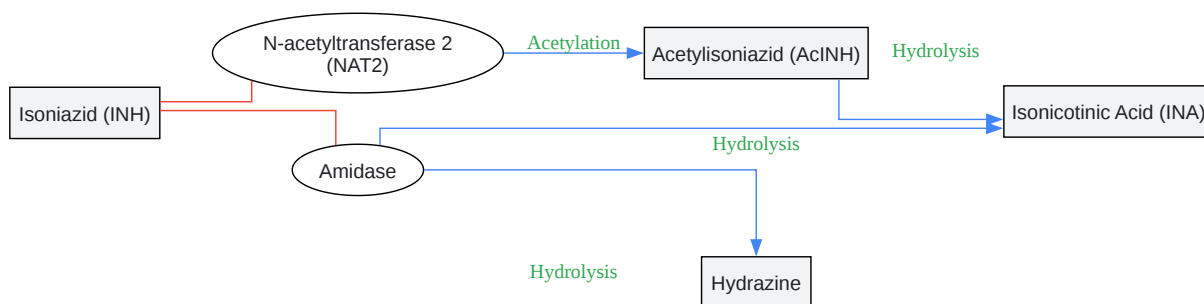 N-acetyltransferase 2
(NAT2)
Acetylation
Acetylisoniazid (AcINH)
Hydrolysis
Isoniazid (INH)
Isonicotinic Acid (INA)
Hydrolysis
Amidase
Hydrolysis
Hydrazine